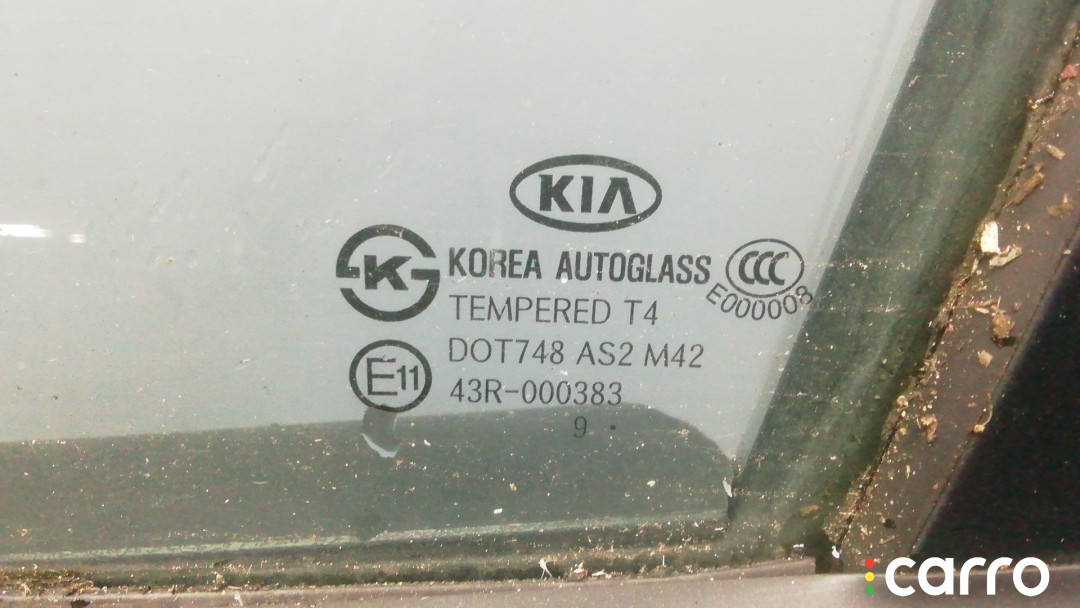 KIA
K
KOREA AUTOGLASS
CCC
E000008
TEMPERED T4
DOT748 AS2 M42
E11
43R-000383
9 .
carro